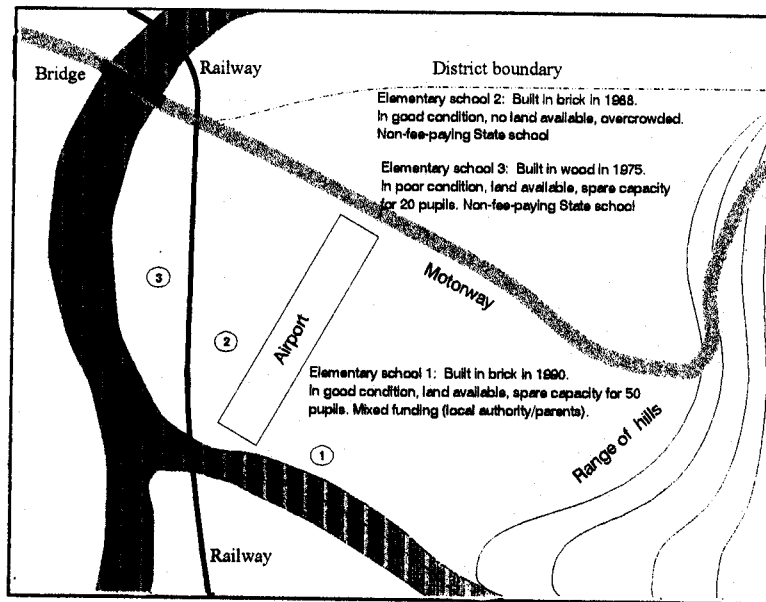 Railway
Bridge
District boundary
Elementary school 2: Built in brick in 1988.
In good condition, no land available, overcrowded.
Non-fee-paying State school
Elementary school 3: Built in wood in 1975.
In poor condition, land available, spare capacity
for 20 pupils. Non-fee-paying State school
Motorway
3
2
Airport
Elementary school 1: Built in brick in 1990.
In good condition, land available, spare capacity for 50
pupils. Mixed funding (local authority/parents).
1
Range of hills
Railway